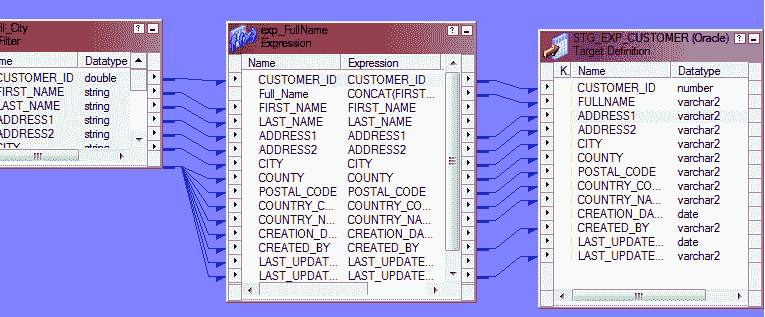 fil_City
Filter
Datatype
CUSTOMER_ID double
FIRST_NAME string
LAST_NAME string
ADDRESS1 string
ADDRESS2 string
CITY string
exp_FullName
Expression
Name Expression
CUSTOMER_ID CUSTOMER_ID
Full_Name CONCAT(FIRST...
FIRST_NAME FIRST_NAME
LAST_NAME LAST_NAME
ADDRESS1 ADDRESS1
ADDRESS2 ADDRESS2
CITY CITY
COUNTY COUNTY
POSTAL_CODE POSTAL_CODE
COUNTRY_C... COUNTRY_CO...
COUNTRY_N... COUNTRY_NA...
CREATION_D... CREATION_DA...
CREATED_BY CREATED_BY
LAST_UPDAT... LAST_UPDATE...
LAST_UPDAT... LAST_UPDATE...
STG_EXP_CUSTOMER (Oracle)
Target Definition
K. Name Datatype
CUSTOMER_ID number
FULLNAME varchar2
ADDRESS1 varchar2
ADDRESS2 varchar2
CITY varchar2
COUNTY varchar2
POSTAL_CODE varchar2
COUNTRY_CO... varchar2
COUNTRY_NA... varchar2
CREATION_DA... date
CREATED_BY varchar2
LAST_UPDATE... date
LAST_UPDATE... varchar2